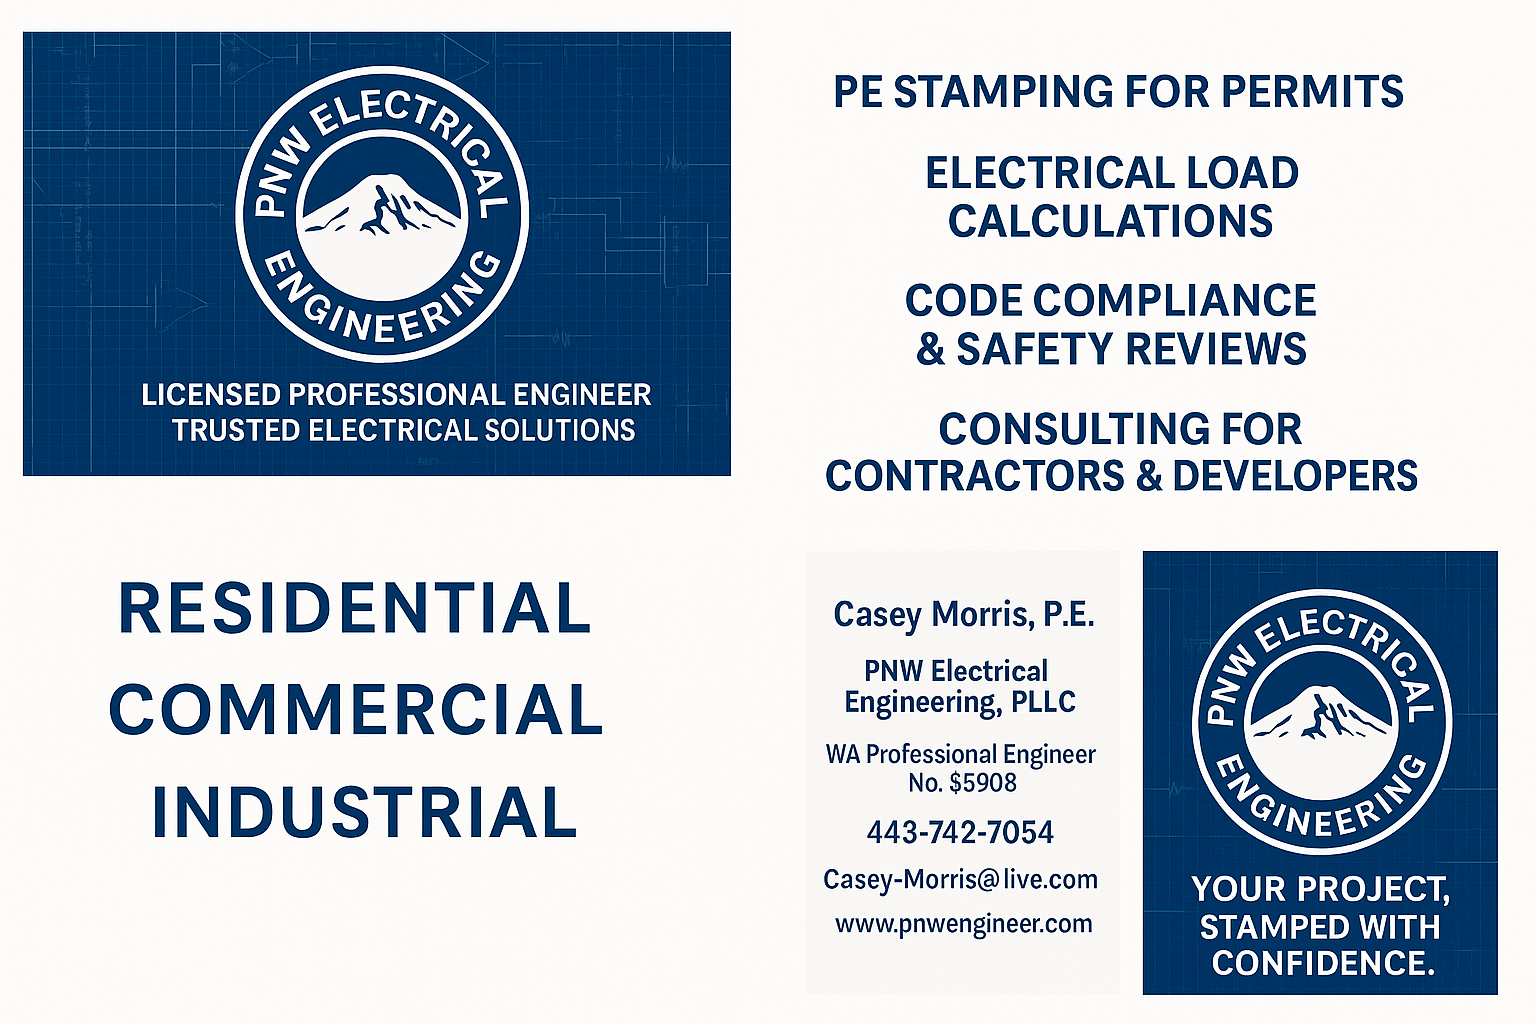 PNW ELECTRICAL
ENGINEERING
LICENSED PROFESSIONAL ENGINEER
TRUSTED ELECTRICAL SOLUTIONS
PE STAMPING FOR PERMITS
ELECTRICAL LOAD
CALCULATIONS
CODE COMPLIANCE
& SAFETY REVIEWS
CONSULTING FOR
CONTRACTORS & DEVELOPERS
RESIDENTIAL
COMMERCIAL
INDUSTRIAL
Casey Morris, P.E.
PNW Electrical
Engineering, PLLC
WA Professional Engineer
No. $5908
443-742-7054
Casey-Morris@live.com
www.pnwengineer.com
PNW ELECTRICAL
ENGINEERING
YOUR PROJECT,
STAMPED WITH
CONFIDENCE.